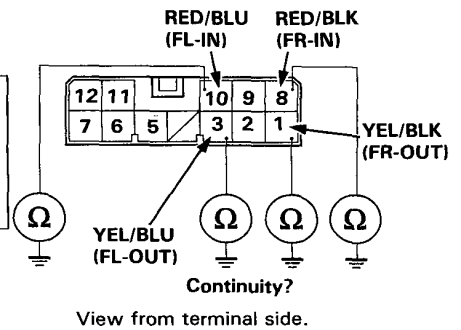 RED/BLU RED/BLK
(FL-IN) (FR-IN)
12 11 10 9 8
7 6 5 3 2 1
YEL/BLK
(FR-OUT)
Ω Ω Ω Ω
YEL/BLU
(FL-OUT)
Continuity?
View from terminal side.